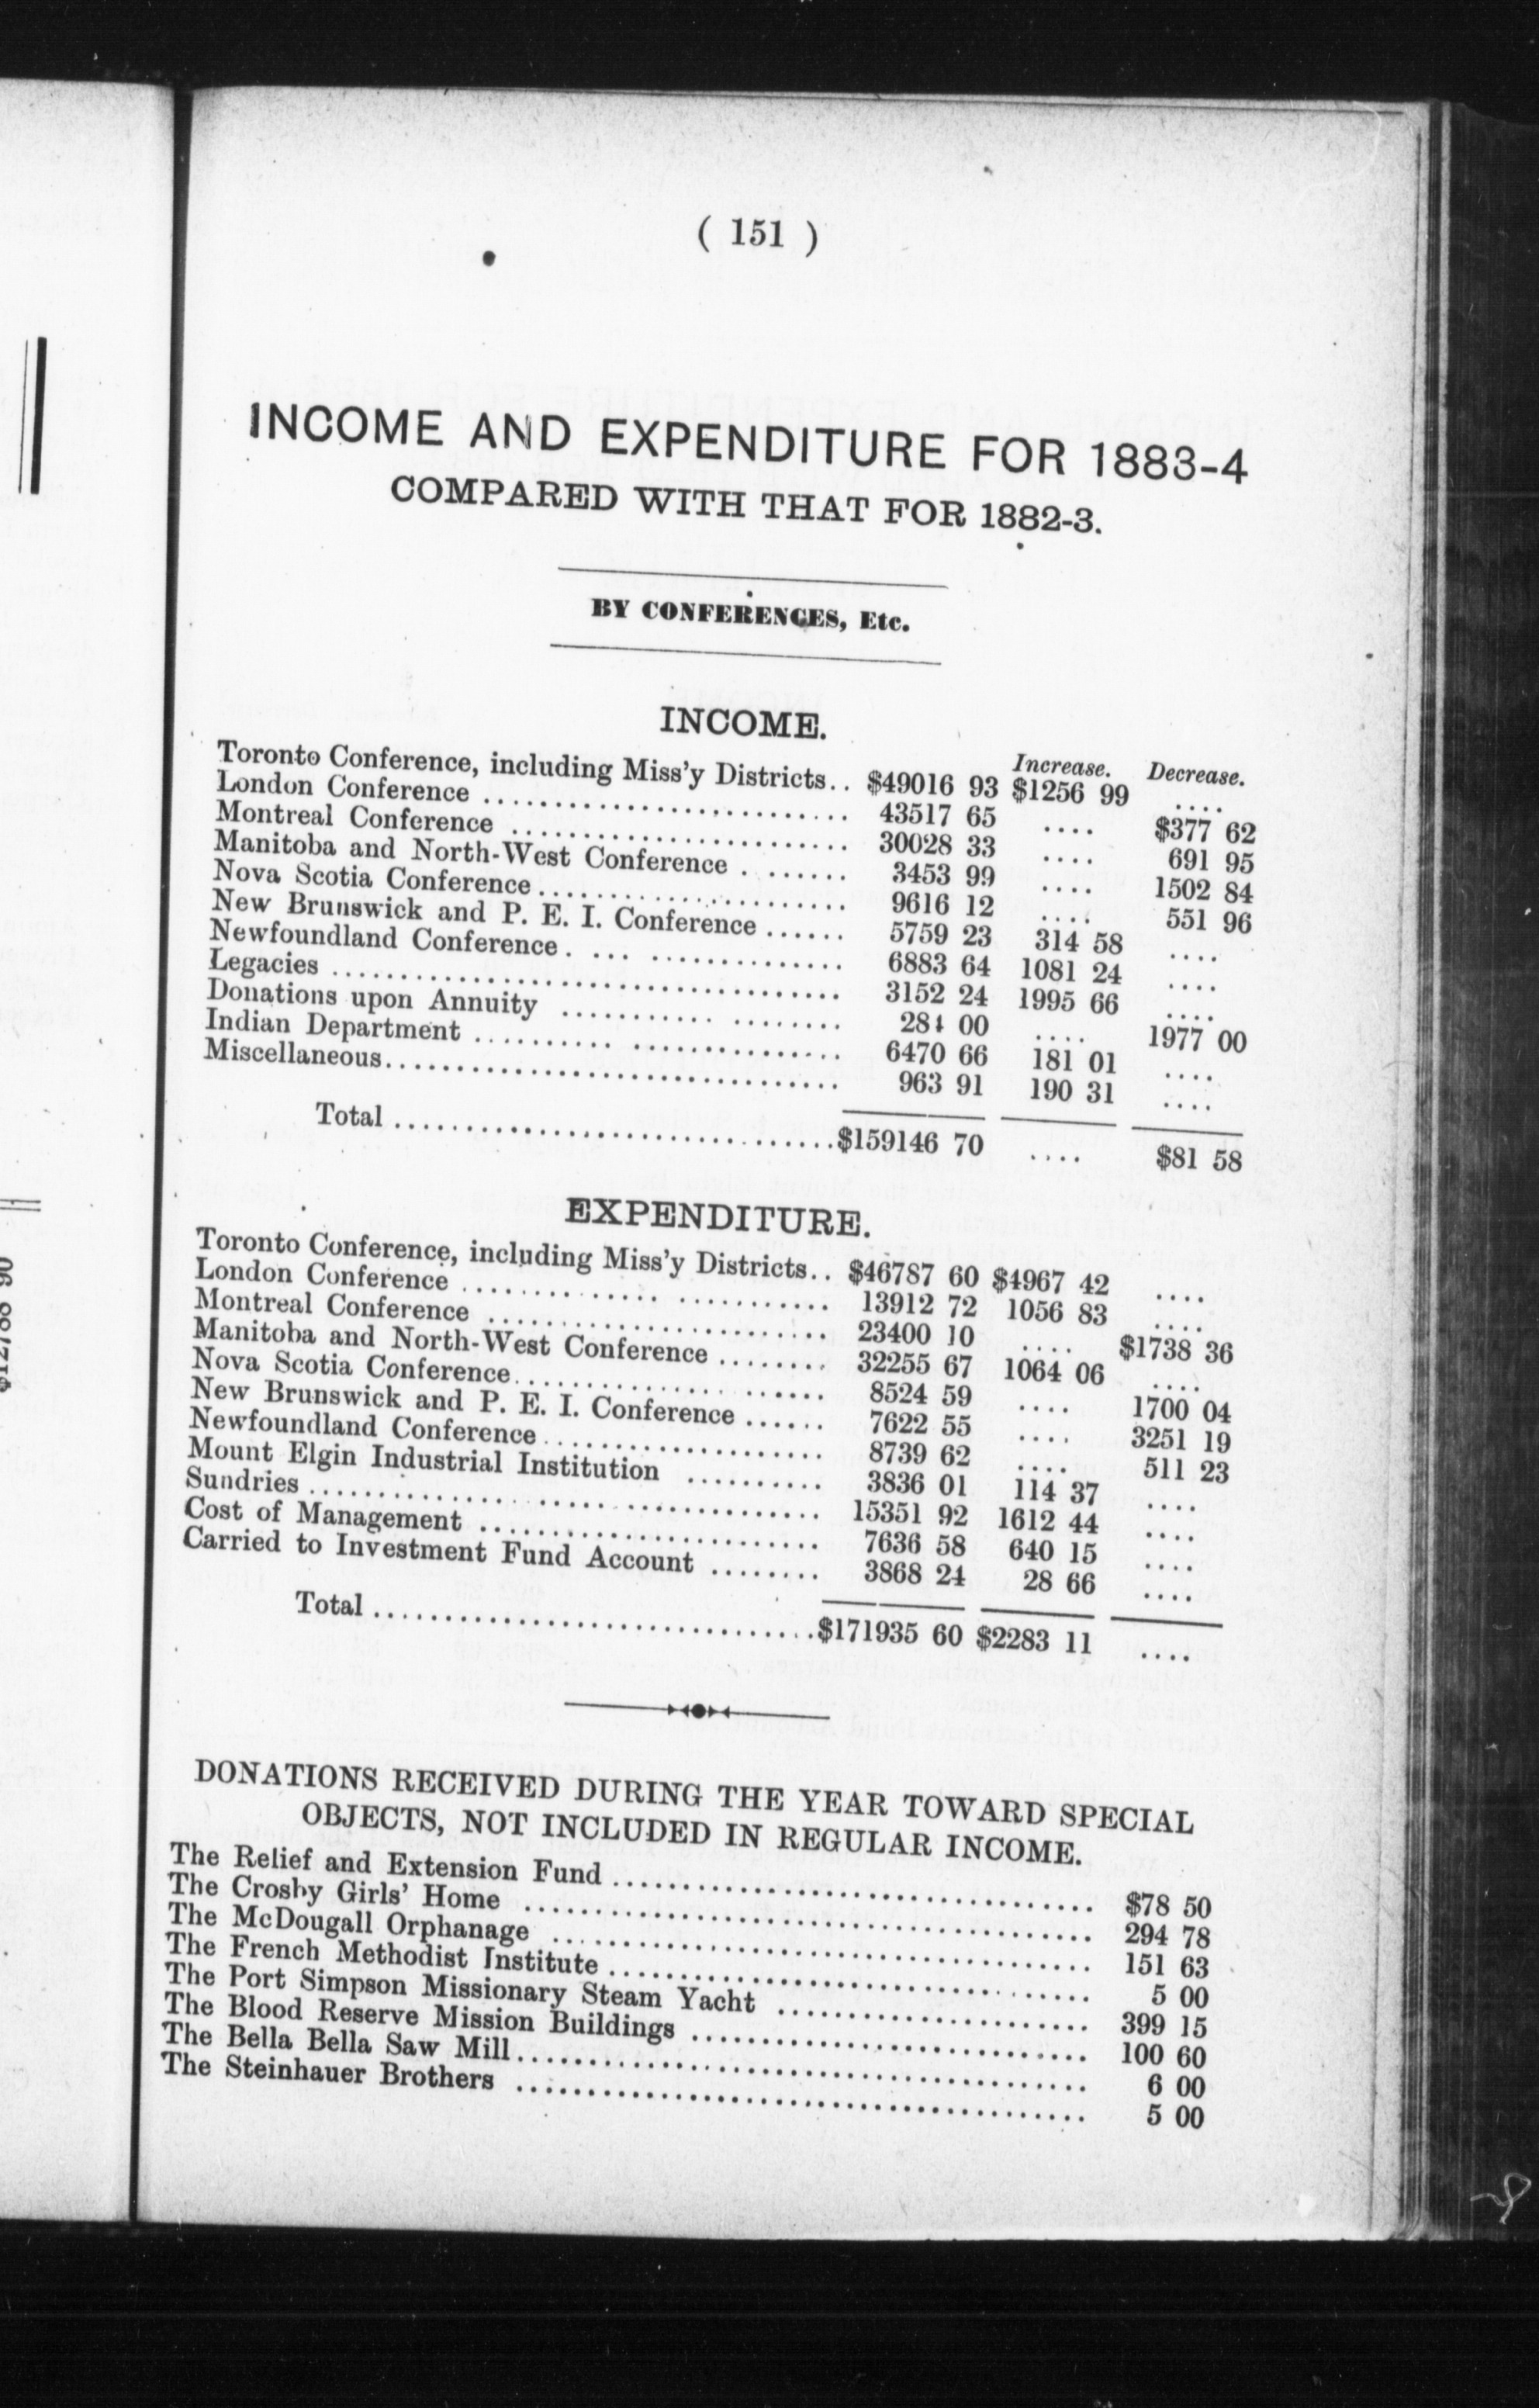 ( 151 )
INCOME AND EXPENDITURE FOR 1883-4
COMPARED WITH THAT FOR 1882-3.
BY CONFERENCES, Etc.
INCOME.
Increase. Decrease.
Toronto Conference, including Miss'y Districts.. $49016 93 $1256 99 ....
London Conference .......................... 43517 65 .... $377 62
Montreal Conference ........................ 30028 33 .... 691 95
Manitoba and North-West Conference ........ 3453 99 .... 1502 84
Nova Scotia Conference ...................... 9616 12 .... 551 96
New Brunswick and P. E. I. Conference ...... 5759 23 314 58 ....
Newfoundland Conference .................... 6883 64 1081 24 ....
Legacies .................................... 3152 24 1995 66 ....
Donations upon Annuity .................... 284 00 .... 1977 00
Indian Department .......................... 6470 66 181 01 ....
Miscellaneous................................ 963 91 190 31 ....
Total ................................$159146 70 .... $81 58
EXPENDITURE.
Toronto Conference, including Miss'y Districts.. $46787 60 $4967 42 ....
London Conference .......................... 13912 72 1056 83 ....
Montreal Conference ........................ 23400 10 .... $1738 36
Manitoba and North-West Conference ........ 32255 67 1064 06 ....
Nova Scotia Conference...................... 8524 59 .... 1700 04
New Brunswick and P. E. I. Conference ...... 7622 55 .... 3251 19
Newfoundland Conference .................... 8739 62 .... 511 23
Mount Elgin Industrial Institution .......... 3836 01 114 37 ....
Sundries .................................... 15351 92 1612 44 ....
Cost of Management ........................ 7636 58 640 15 ....
Carried to Investment Fund Account ........ 3868 24 28 66 ....
Total ................................$171935 60 $2283 11 ....
DONATIONS RECEIVED DURING THE YEAR TOWARD SPECIAL
OBJECTS, NOT INCLUDED IN REGULAR INCOME.
The Relief and Extension Fund .................................. $78 50
The Crosby Girls' Home ........................................ 294 78
The McDougall Orphanage ...................................... 151 63
The French Methodist Institute .................................. 5 00
The Port Simpson Missionary Steam Yacht ...................... 399 15
The Blood Reserve Mission Buildings ............................ 100 60
The Bella Bella Saw Mill........................................ 6 00
The Steinhauer Brothers ........................................ 5 00
$12788 90